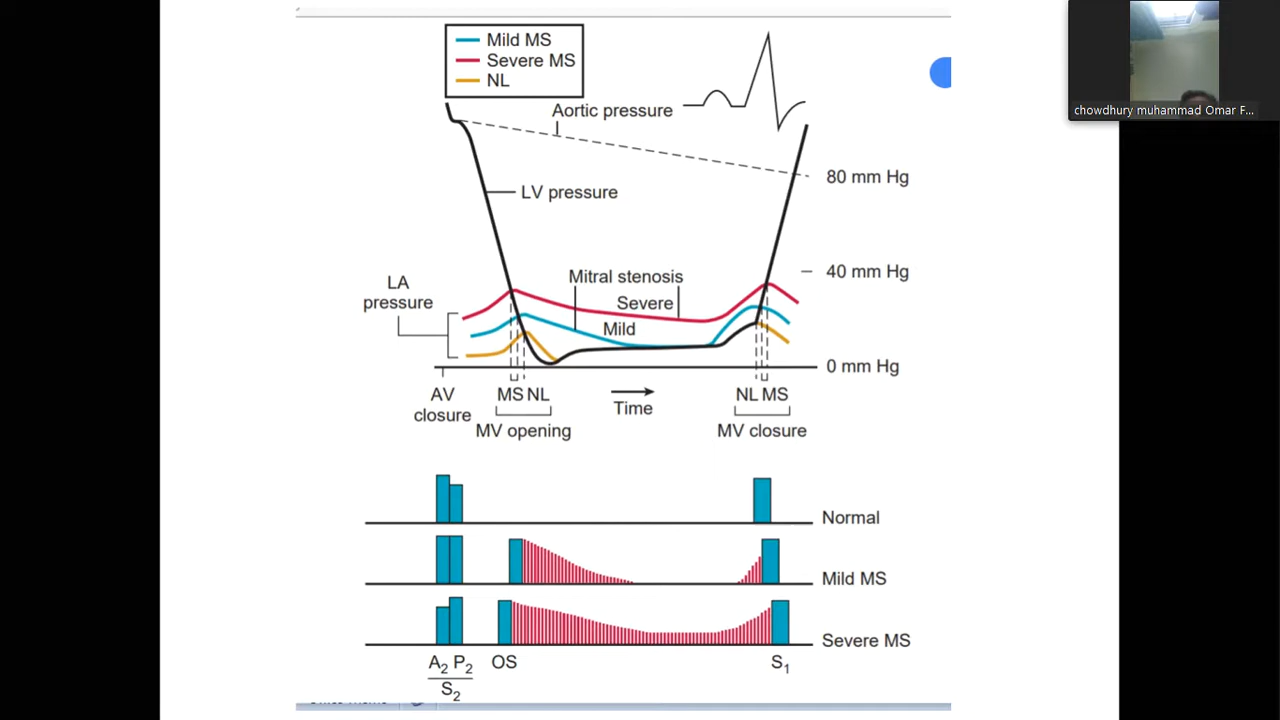 Mild MS
Severe MS
NL
chowdhury muhammad Omar F...
Aortic pressure
80 mm Hg
LV pressure
40 mm Hg
Mitral stenosis
LA
pressure
Severe
Mild
0 mm Hg
AV
closure
MS NL
Time
NL MS
MV opening
MV closure
Normal
Mild MS
Severe MS
A2 P2
OS
S1
S2